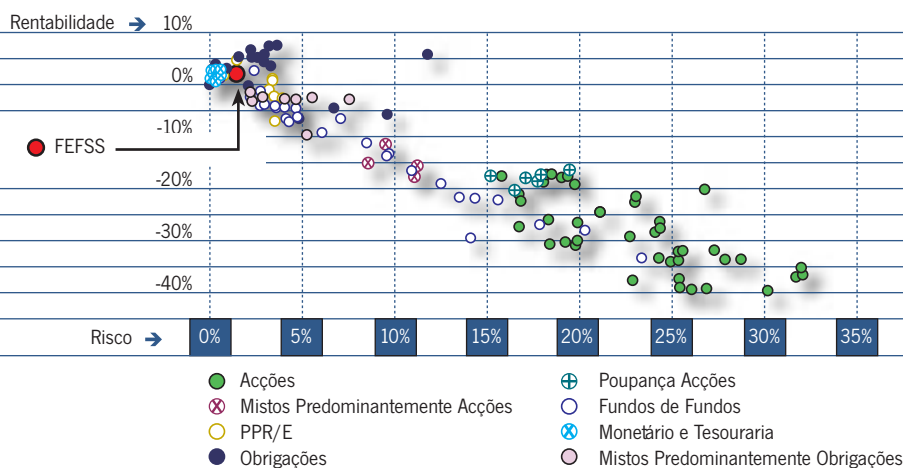 Rentabilidade → 10%
0%
-10%
FEFSS
-20%
-30%
-40%
Risco → 0% 5% 10% 15% 20% 25% 30% 35%
Acções
Mistos Predominantemente Acções
PPR/E
Obrigações
Poupança Acções
Fundos de Fundos
Monetário e Tesouraria
Mistos Predominantemente Obrigações